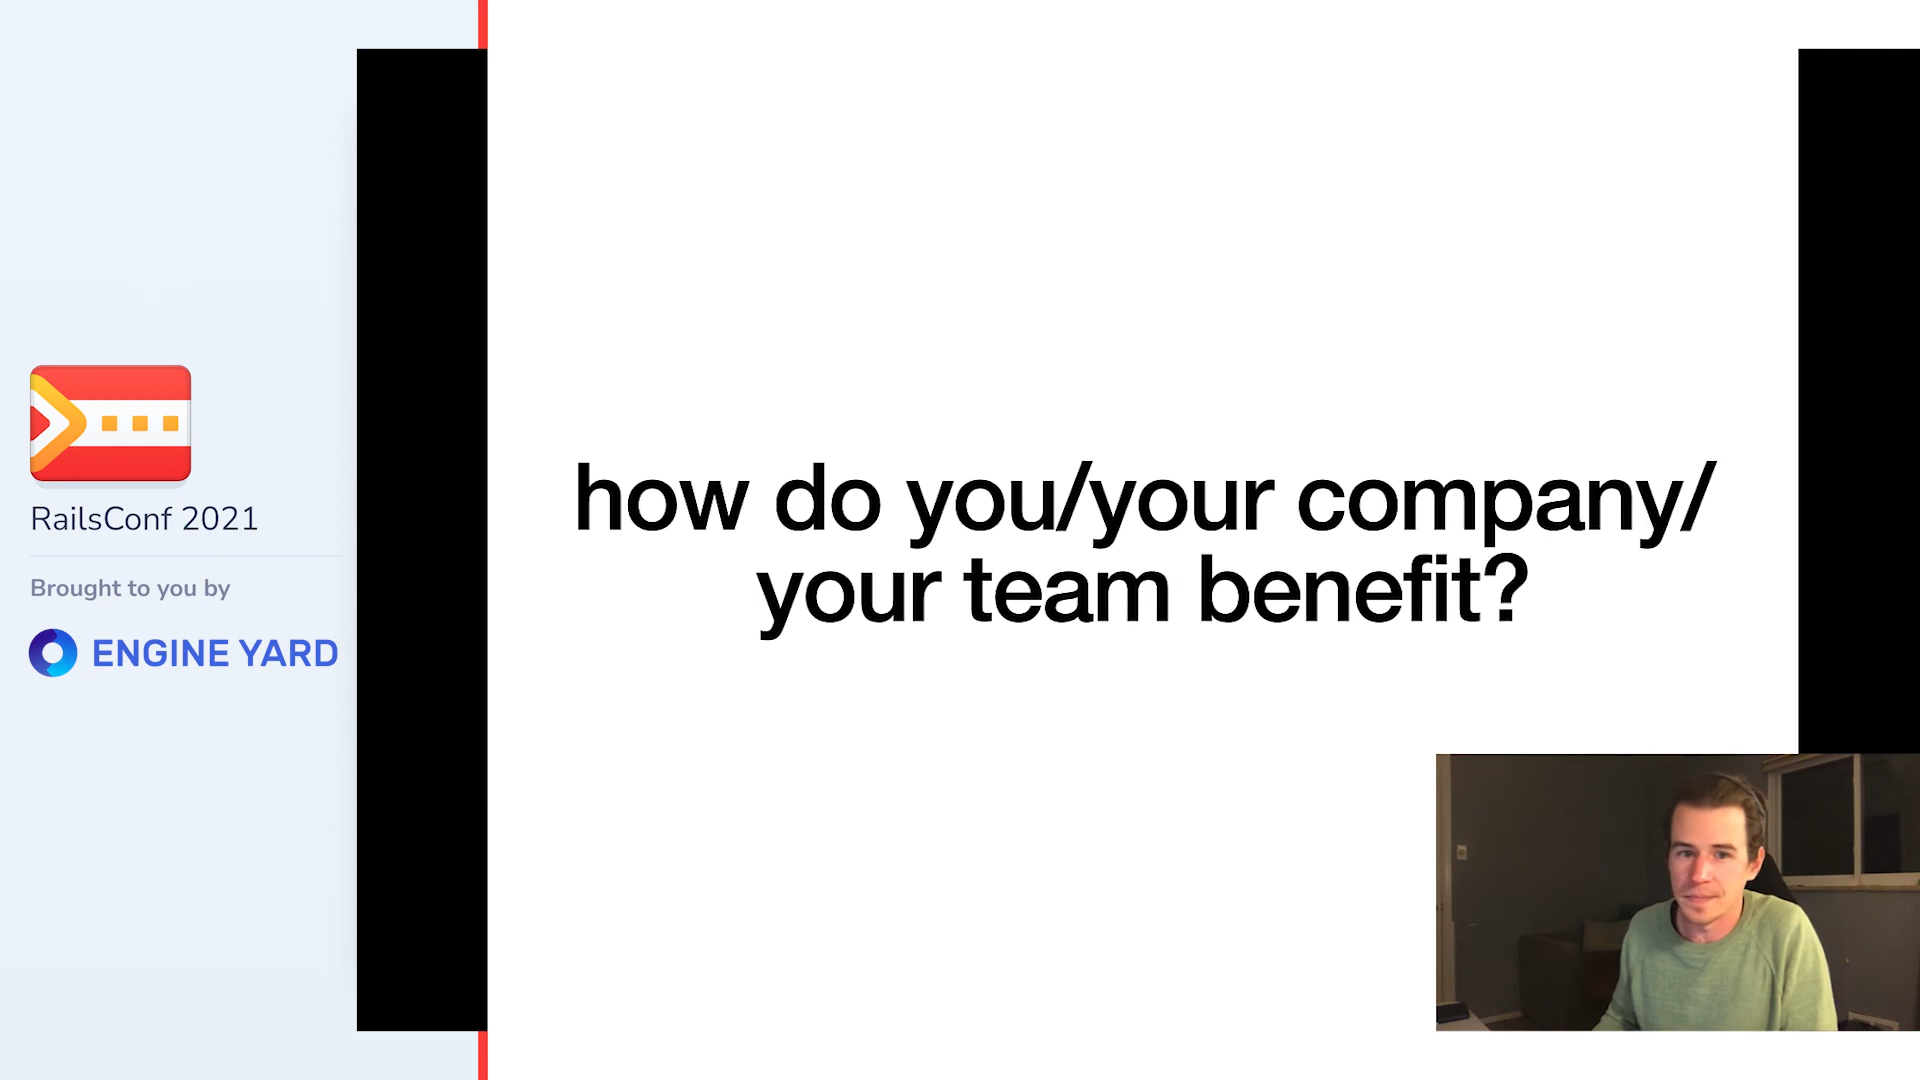 RailsConf 2021
Brought to you by
ENGINE YARD
how do you/your company/
your team benefit?